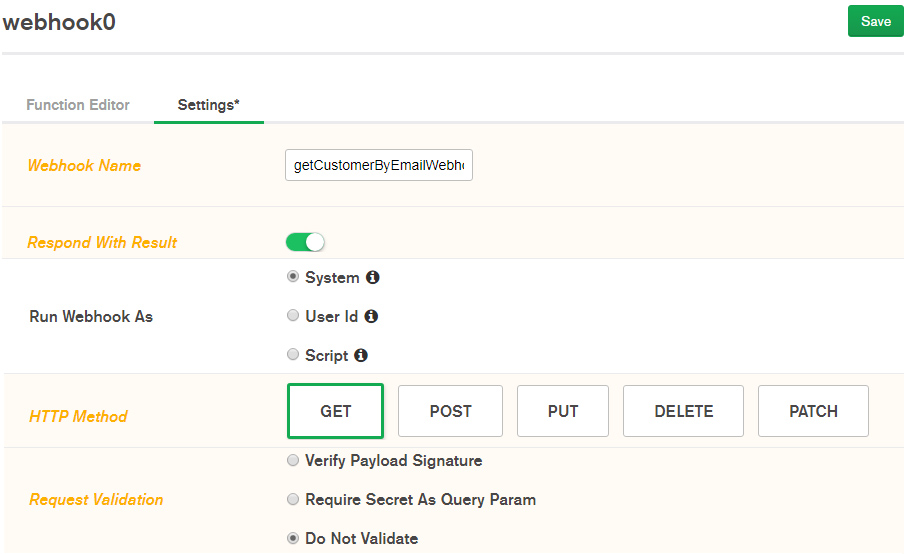 webhook0
Save
Function Editor
Settings*
Webhook Name
getCustomerByEmailWebho
Respond With Result
System
Run Webhook As
User Id
Script
HTTP Method
GET POST PUT DELETE PATCH
Verify Payload Signature
Request Validation
Require Secret As Query Param
Do Not Validate